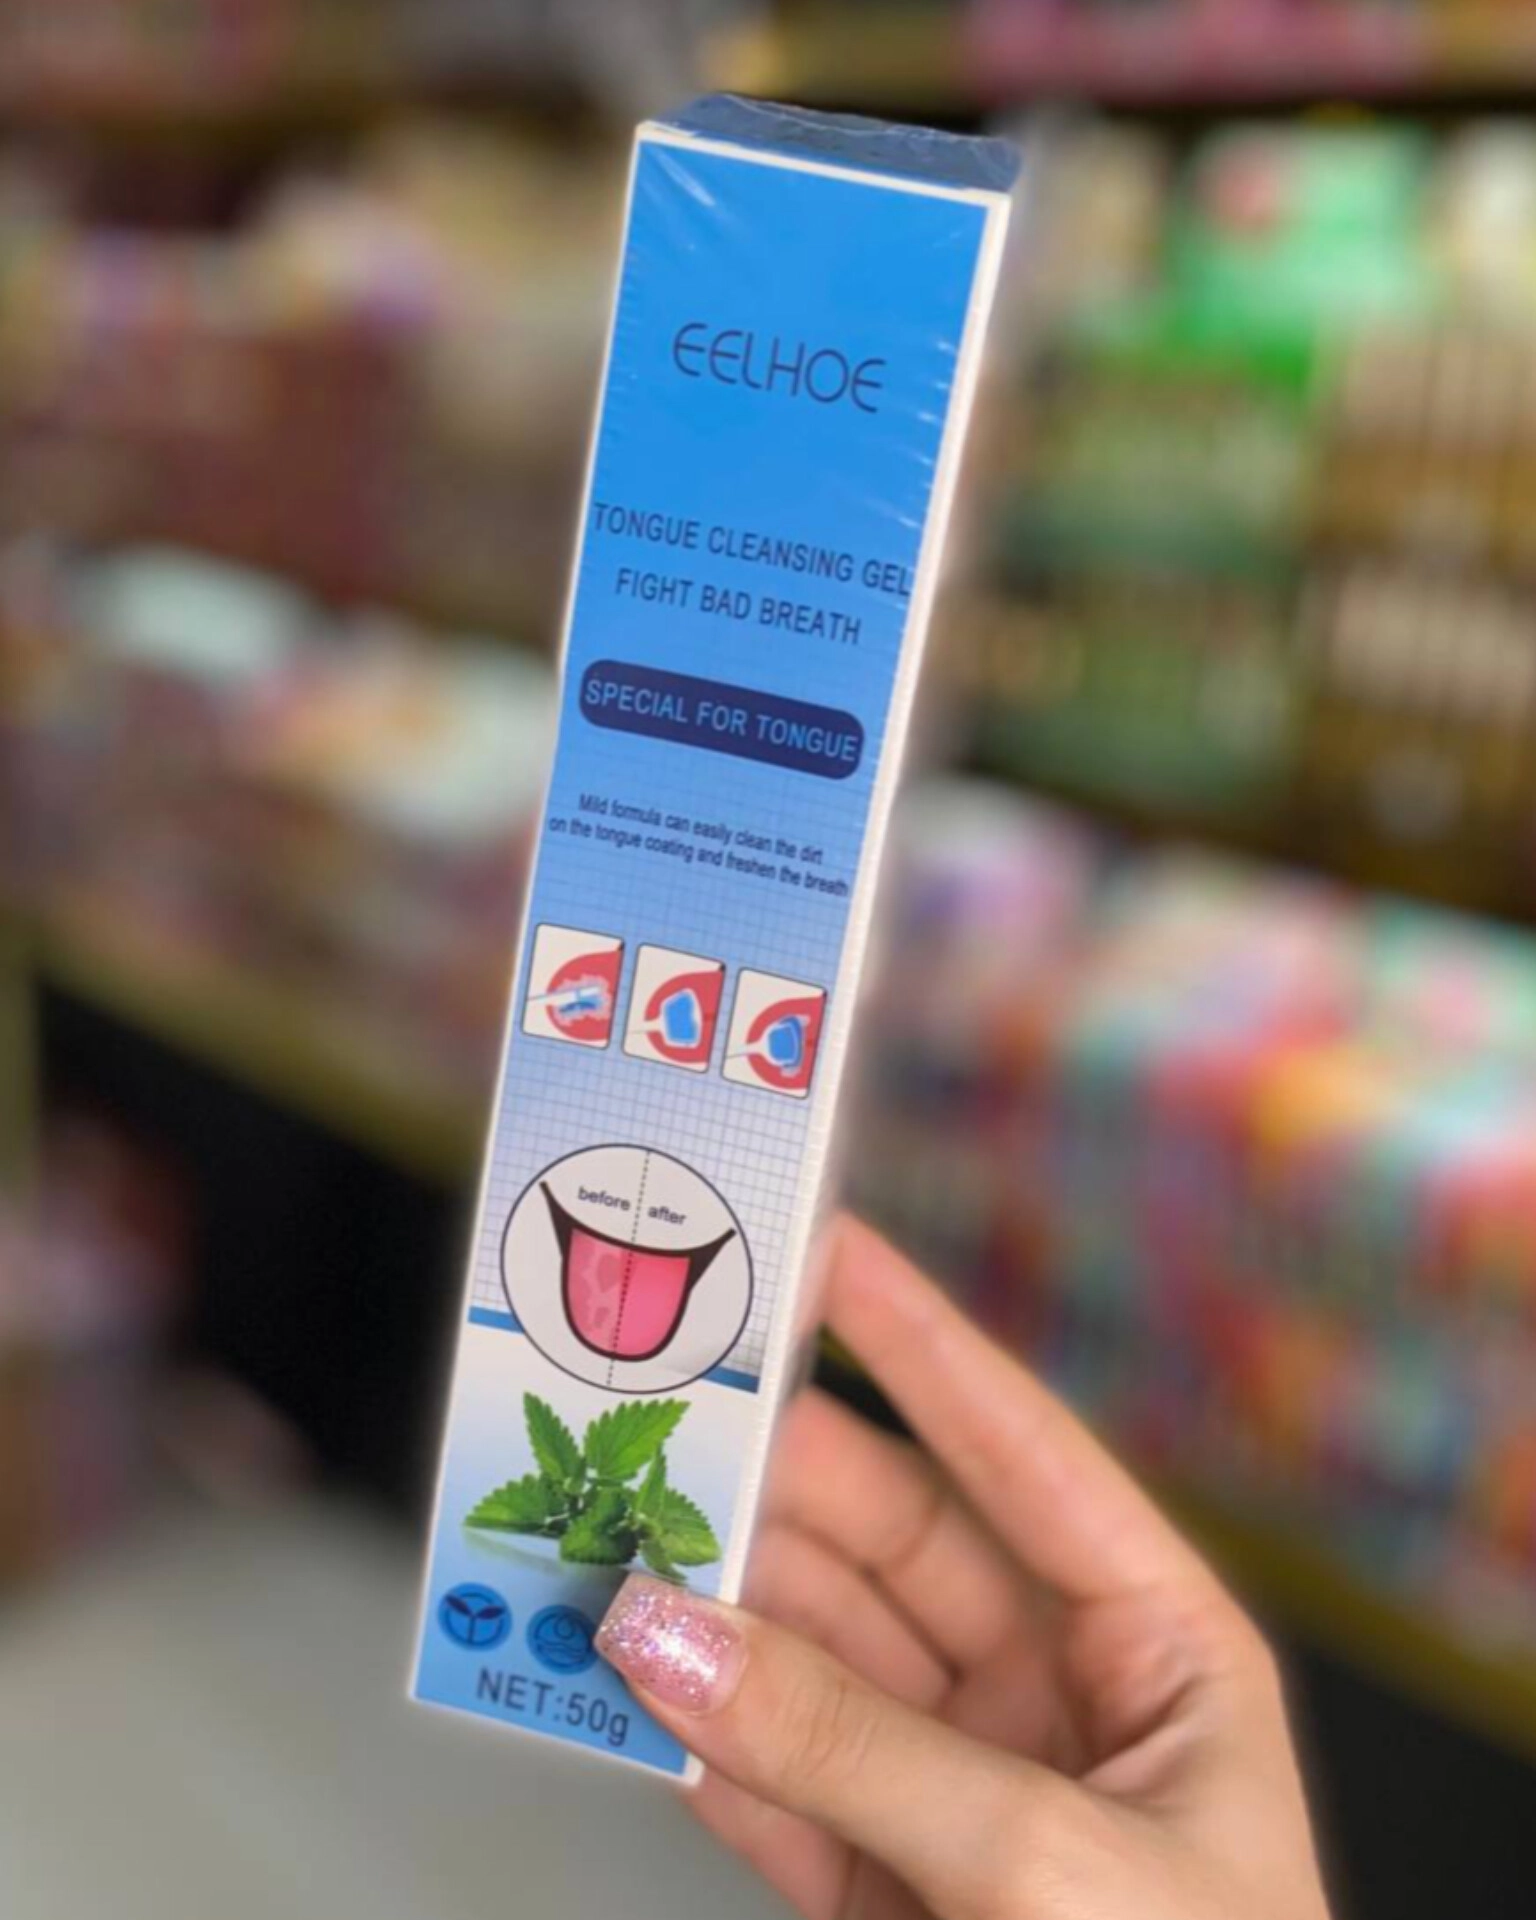 EELHOE
TONGUE CLEANSING GEL
FIGHT BAD BREATH
SPECIAL FOR TONGUE
Mild formula can easily clean the dirt
on the tongue coating and freshen the breath
before after
NET:50g